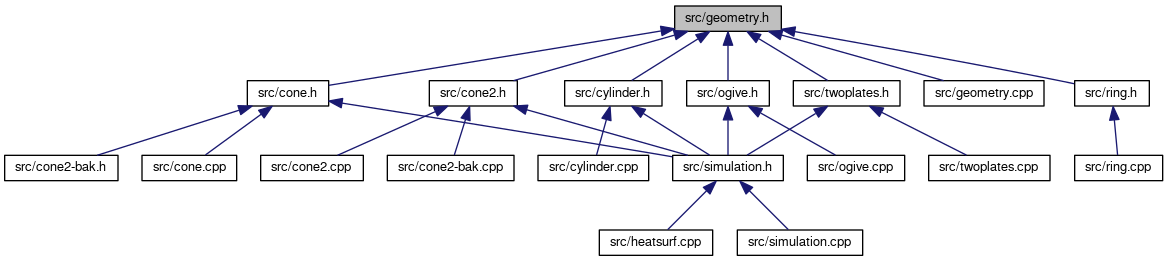 src/geometry.h
src/cone.h
src/cone2.h
src/cylinder.h
src/ogive.h
src/twoplates.h
src/geometry.cpp
src/ring.h
src/cone2-bak.h
src/cone.cpp
src/cone2.cpp
src/cone2-bak.cpp
src/cylinder.cpp
src/simulation.h
src/ogive.cpp
src/twoplates.cpp
src/ring.cpp
src/heatsurf.cpp
src/simulation.cpp